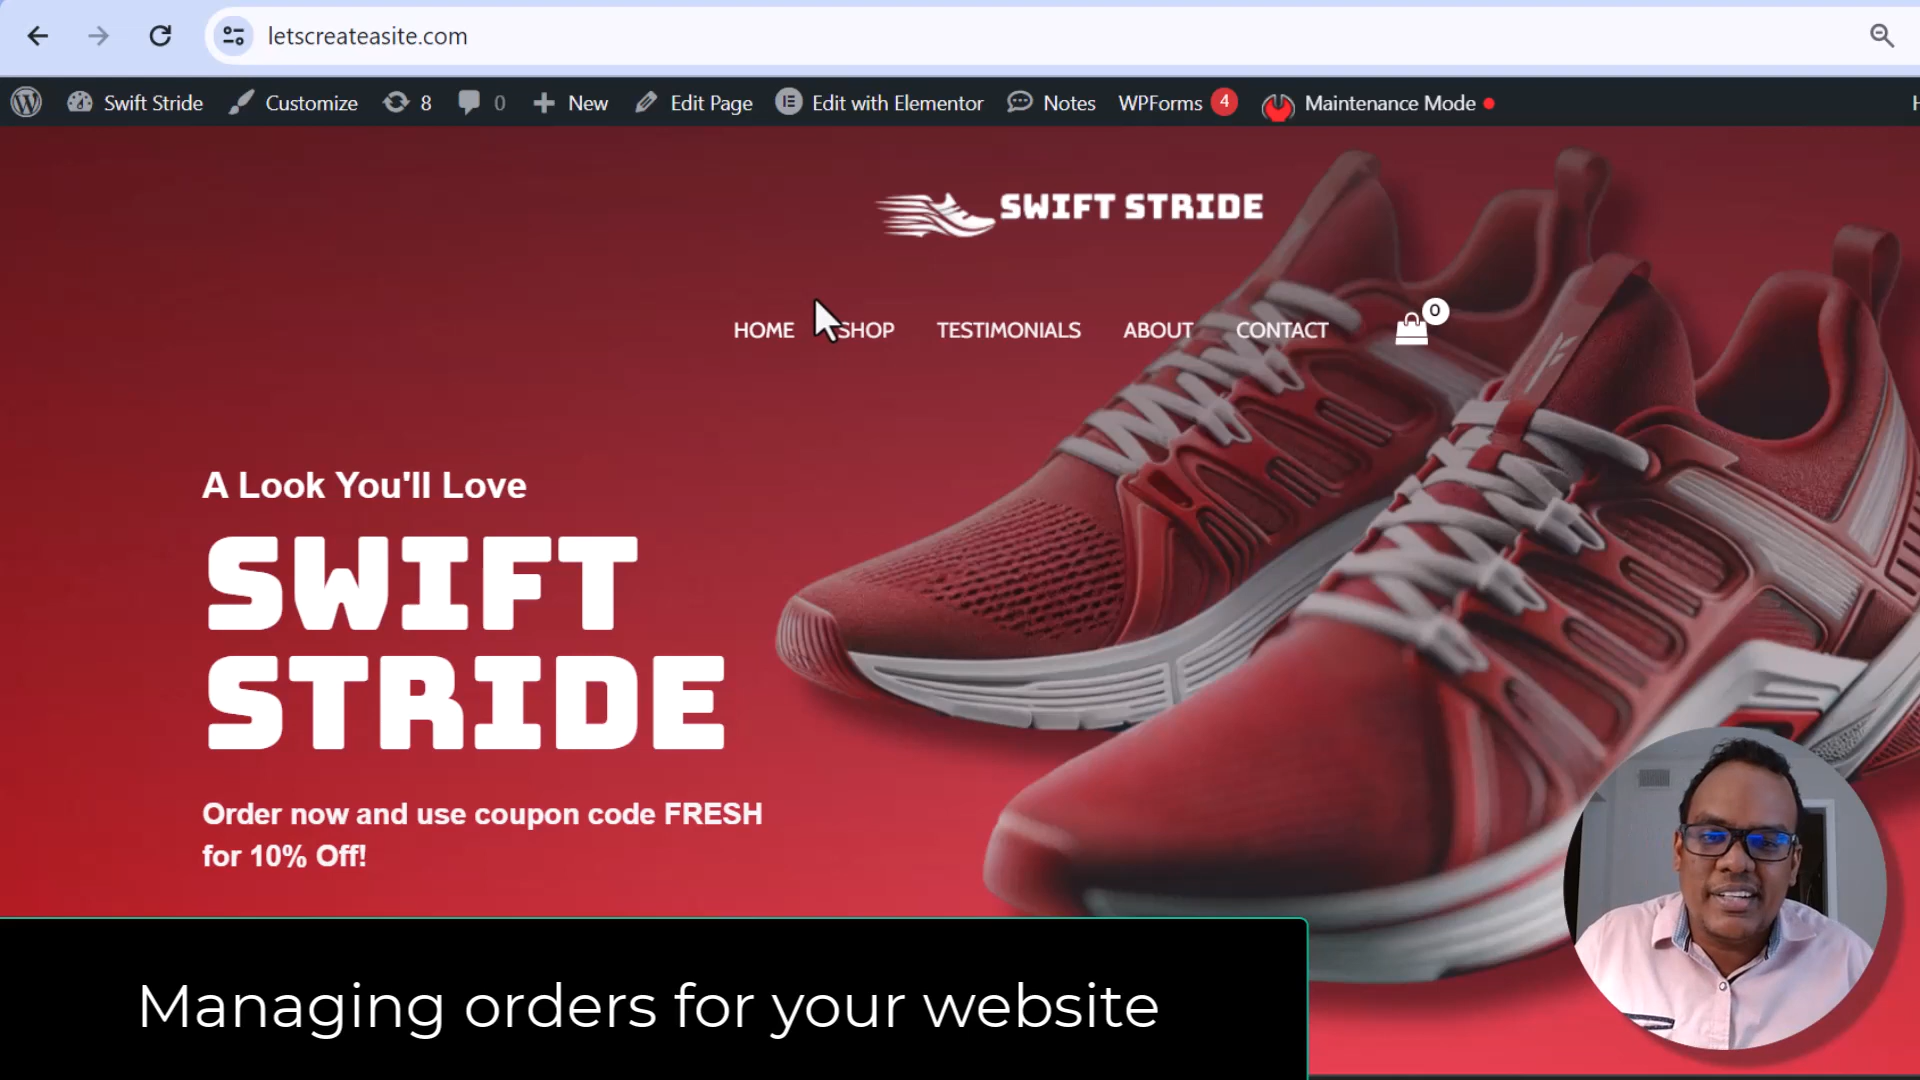 letscreateasite.com
Swift Stride Customize 8 0 New Edit Page Edit with Elementor Notes WPForms 4 Maintenance Mode
SWIFT STRIDE
HOME SHOP TESTIMONIALS ABOUT CONTACT 0
A Look You'll Love
SWIFT
STRIDE
Order now and use coupon code FRESH
for 10% Off!
Managing orders for your website